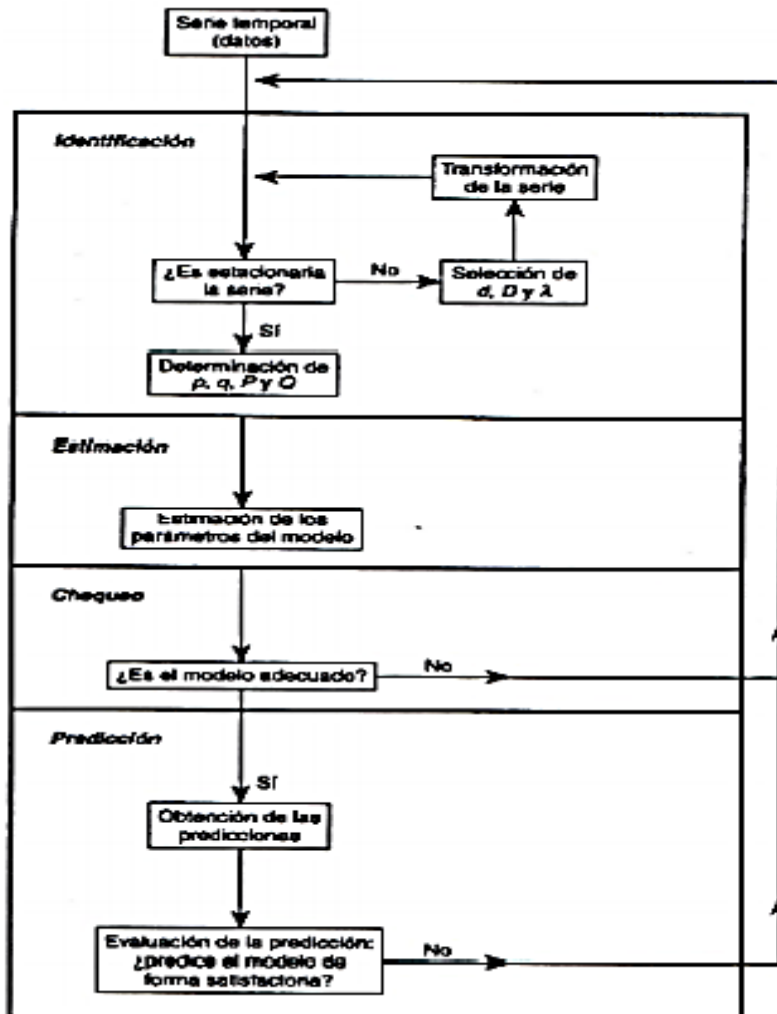 Serie temporal
(datos)
Identificación
Transformación
de la serie
¿Es estacionaria
la serie?
No
Selección de
d, D y λ
Sí
Determinación de
p, q, P y Q
Estimación
Estimación de los
parámetros del modelo
Chequeo
¿Es el modelo adecuado?
No
Predicción
Sí
Obtención de las
predicciones
Evaluación de la predicción:
¿predice el modelo de
forma satisfactoria?
No